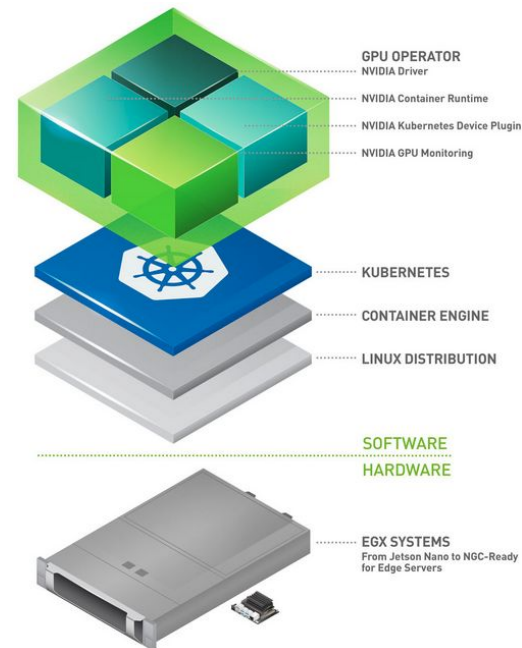 GPU OPERATOR
NVIDIA Driver
NVIDIA Container Runtime
NVIDIA Kubernetes Device Plugin
NVIDIA GPU Monitoring
KUBERNETES
CONTAINER ENGINE
LINUX DISTRIBUTION
SOFTWARE
HARDWARE
EGX SYSTEMS
From Jetson Nano to NGC-Ready
for Edge Servers